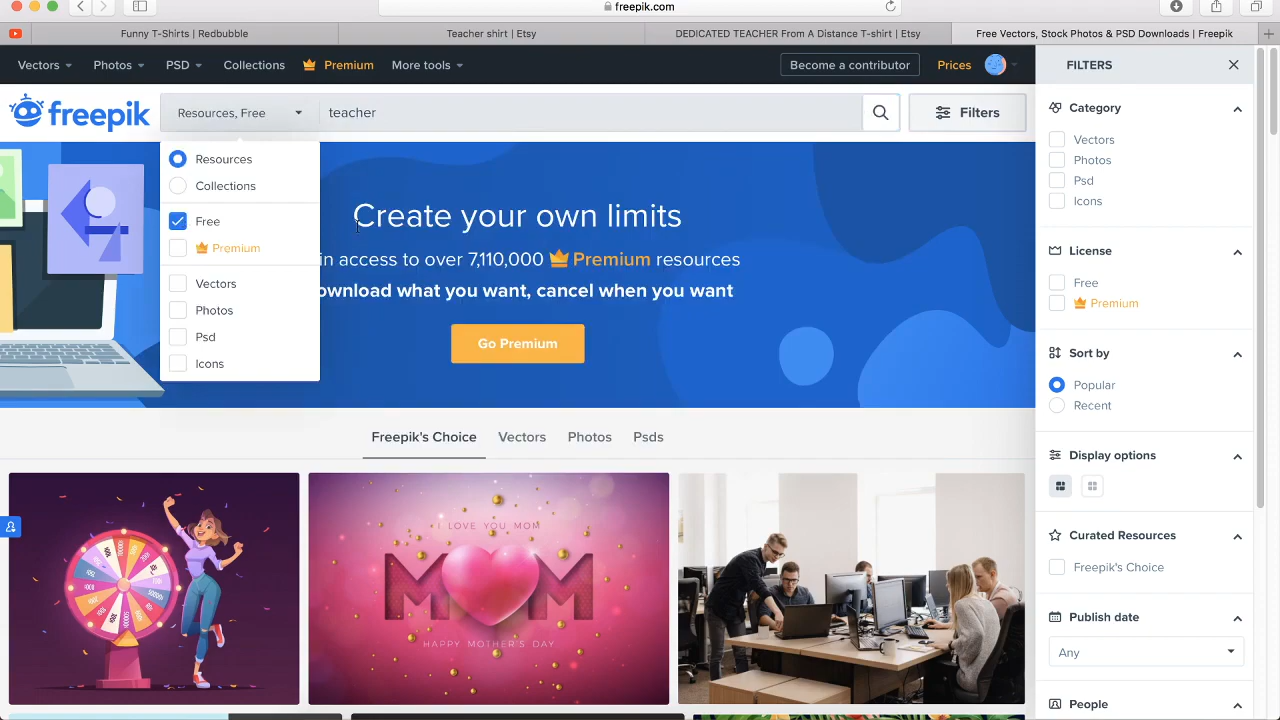 freepik.com
Funny T-Shirts | Redbubble
Teacher shirt | Etsy
DEDICATED TEACHER From A Distance T-shirt | Etsy
Free Vectors, Stock Photos & PSD Downloads | Freepik
Vectors
Photos
PSD
Collections
Premium
More tools
Become a contributor
Prices
FILTERS
freepik
Resources, Free
teacher
Filters
Resources
Collections
Free
Premium
Vectors
Photos
Psd
Icons
Create your own limits
in access to over 7,110,000 Premium resources
ownload what you want, cancel when you want
Go Premium
Category
Vectors
Photos
Psd
Icons
License
Free
Premium
Sort by
Popular
Recent
Display options
Curated Resources
Freepik's Choice
Publish date
Any
People
Freepik's Choice
Vectors
Photos
Psds
I LOVE YOU MOM
MOM
HAPPY MOTHER'S DAY